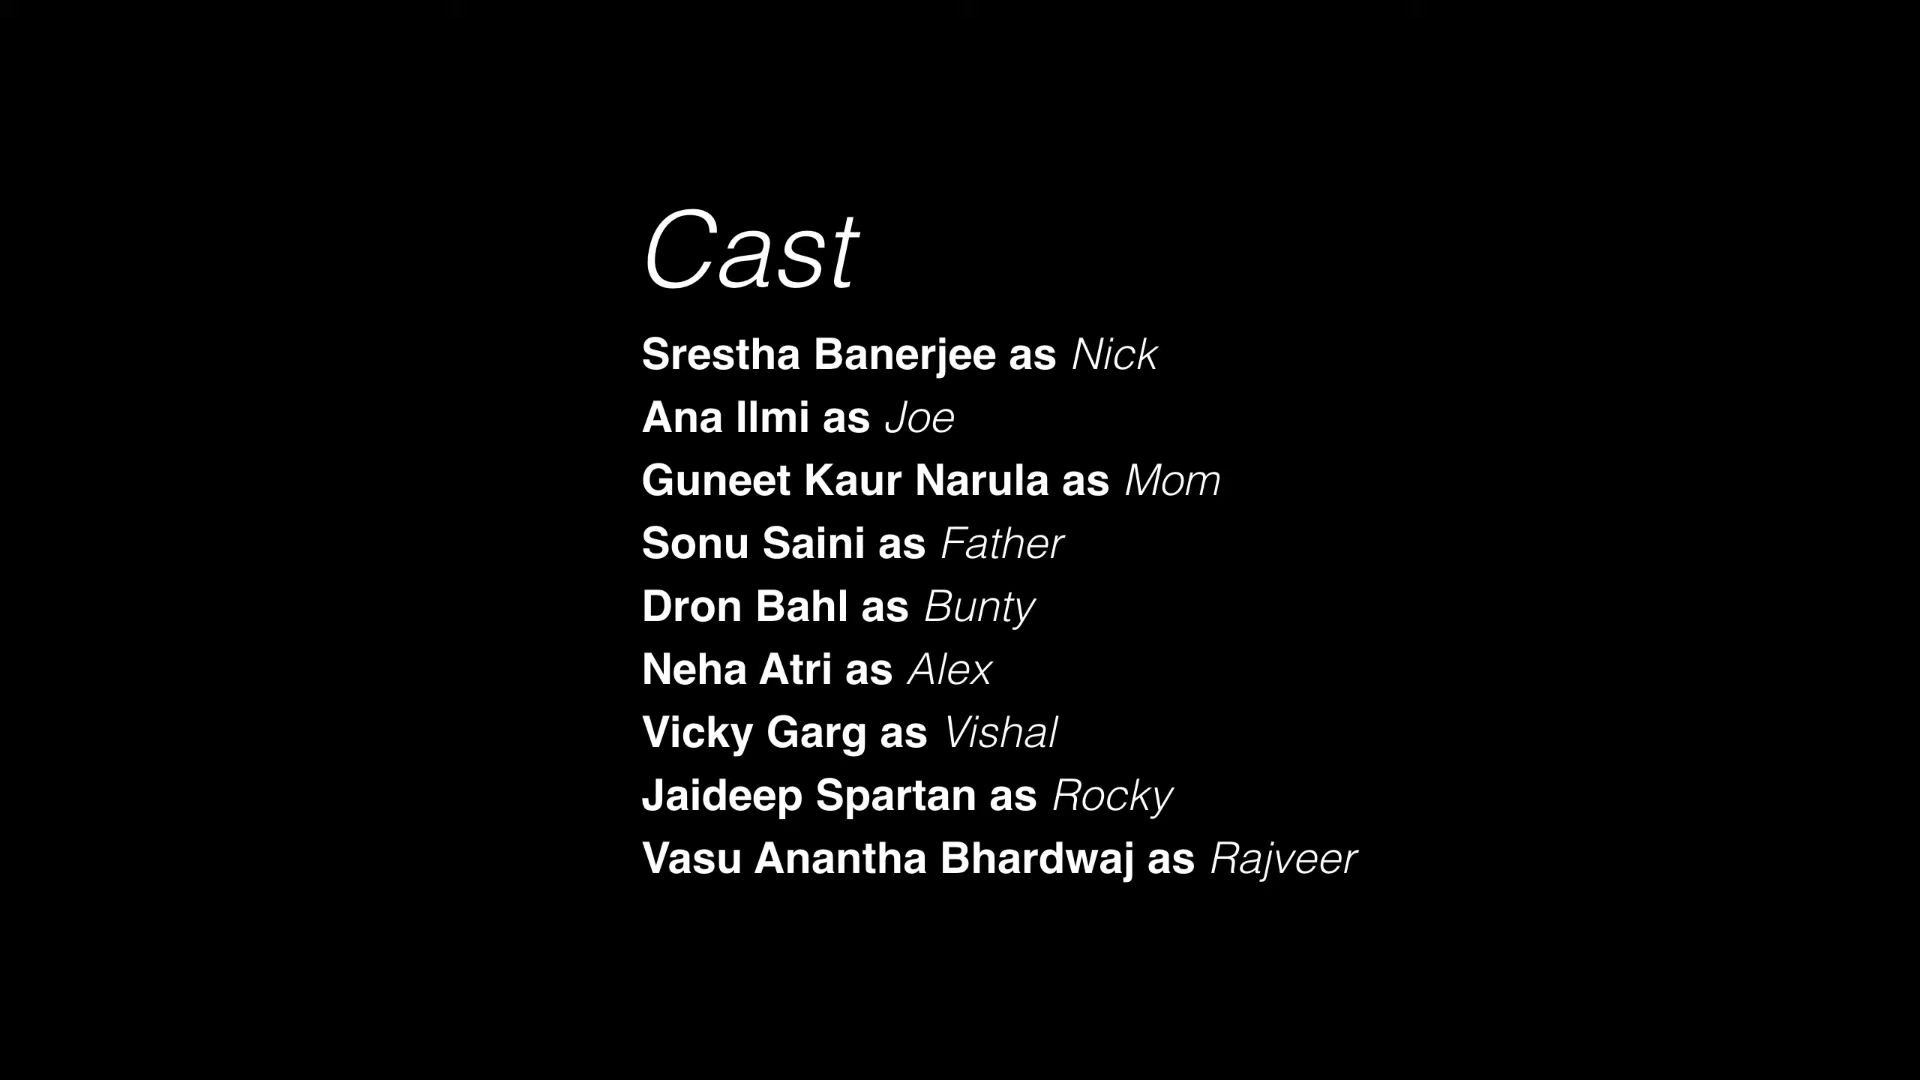 Cast
Srestha Banerjee as Nick
Ana Ilmi as Joe
Guneet Kaur Narula as Mom
Sonu Saini as Father
Dron Bahl as Bunty
Neha Atri as Alex
Vicky Garg as Vishal
Jaideep Spartan as Rocky
Vasu Anantha Bhardwaj as Rajveer